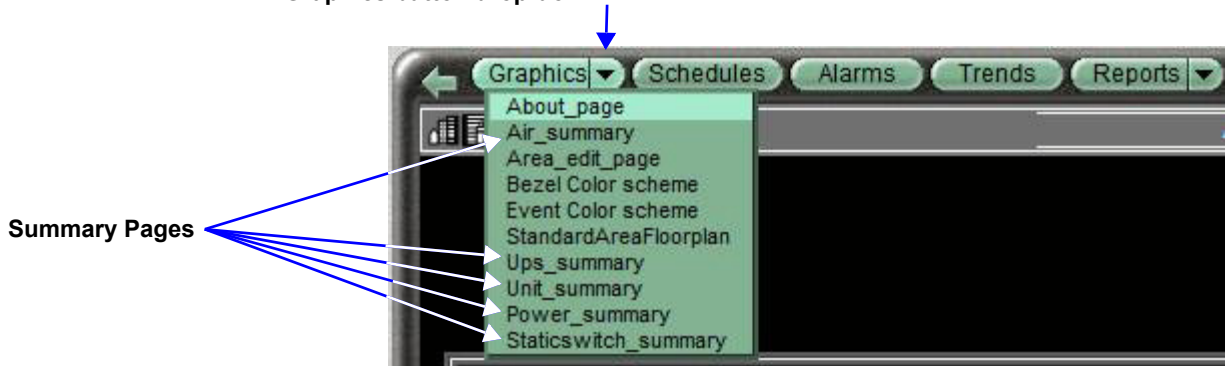 Graphics Schedules Alarms Trends Reports
About_page
Air_summary
Area_edit_page
Bezel Color scheme
Event Color scheme
StandardAreaFloorplan
Ups_summary
Unit_summary
Power_summary
Staticswitch_summary
Summary Pages